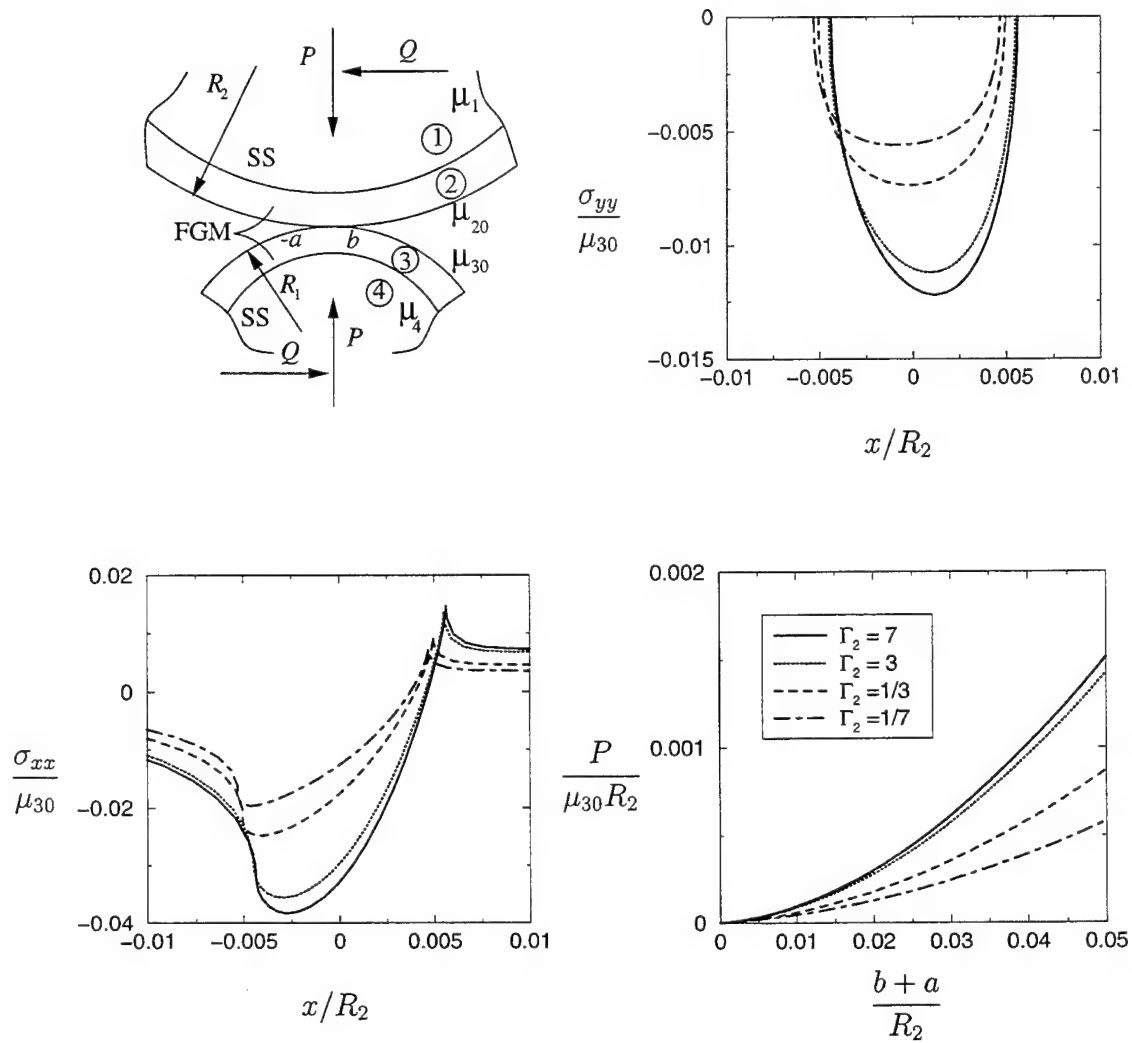 P
Q
R₂
μ₁
SS
1
2
μ₂₀
FGM
-a
b
3
μ₃₀
R₁
4
SS
μ₄
Q
P
0
-0.005
-0.01
-0.015
σyy
μ₃₀
-0.01
-0.005
0
0.005
0.01
x/R₂
0.02
0
-0.02
-0.04
σxx
μ₃₀
-0.01
-0.005
0
0.005
0.01
x/R₂
0.002
0.001
0
P
μ₃₀R₂
Γ₂ = 7
Γ₂ = 3
Γ₂ =1/3
Γ₂ =1/7
0
0.01
0.02
0.03
0.04
0.05
b + a
R₂